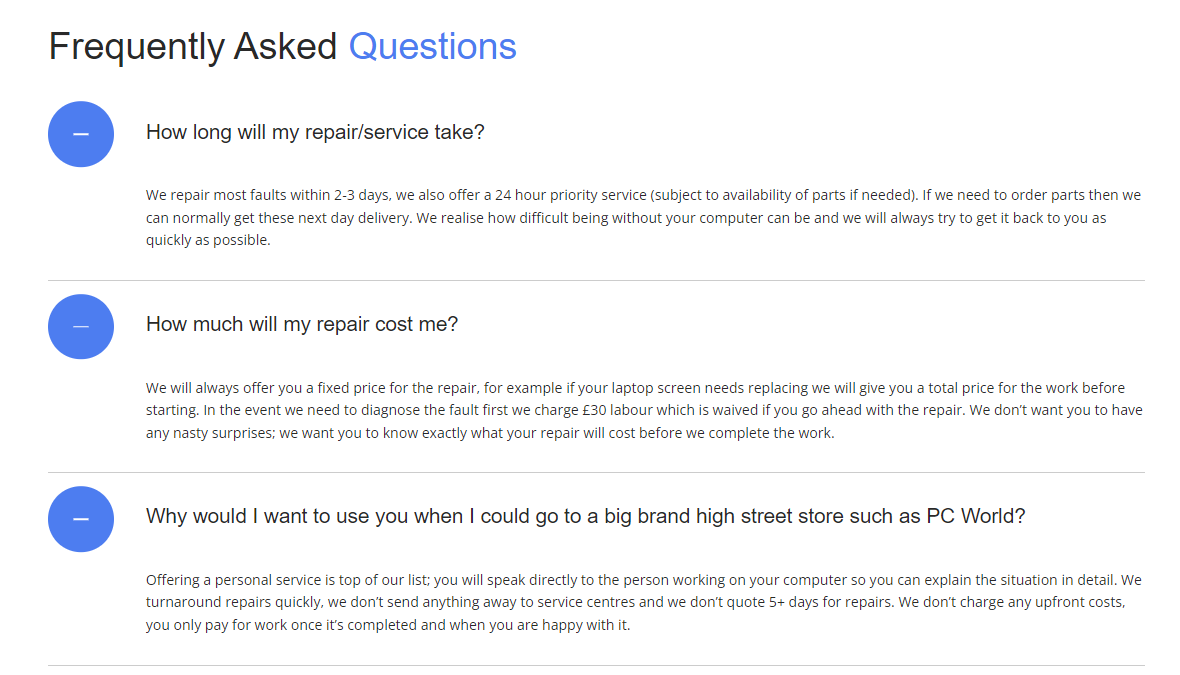 Frequently Asked Questions
How long will my repair/service take?
We repair most faults within 2-3 days, we also offer a 24 hour priority service (subject to availability of parts if needed). If we need to order parts then we
can normally get these next day delivery. We realise how difficult being without your computer can be and we will always try to get it back to you as
quickly as possible.
How much will my repair cost me?
We will always offer you a fixed price for the repair, for example if your laptop screen needs replacing we will give you a total price for the work before
starting. In the event we need to diagnose the fault first we charge £30 labour which is waived if you go ahead with the repair. We don’t want you to have
any nasty surprises; we want you to know exactly what your repair will cost before we complete the work.
Why would I want to use you when I could go to a big brand high street store such as PC World?
Offering a personal service is top of our list; you will speak directly to the person working on your computer so you can explain the situation in detail. We
turnaround repairs quickly, we don’t send anything away to service centres and we don’t quote 5+ days for repairs. We don’t charge any upfront costs,
you only pay for work once it’s completed and when you are happy with it.